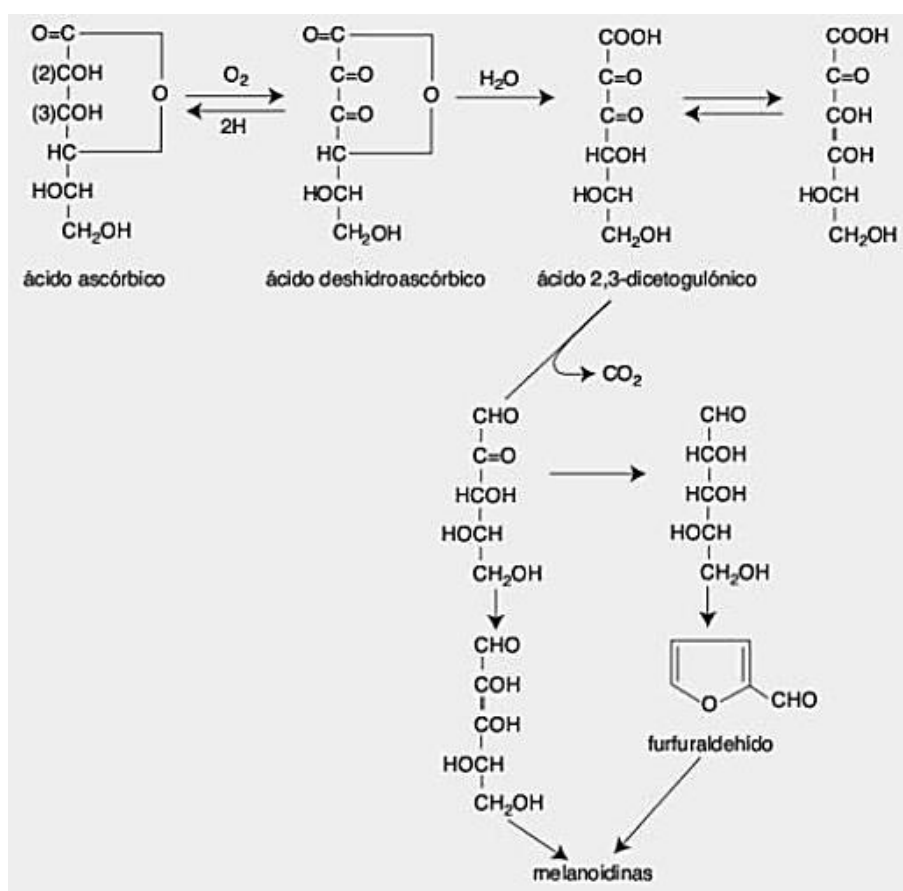 O=C O=C COOH COOH
(2)COH O₂ C=O H₂O C=O C=O
(3)COH O 2H C=O O C=O COH
HC HC HCOH COH
HOCH HOCH HOCH HOCH
CH₂OH CH₂OH CH₂OH CH₂OH
ácido ascórbico ácido deshidroascórbico ácido 2,3-dicetogulónico
CO₂
CHO CHO
C=O HCOH
HCOH HCOH
HOCH HOCH
CH₂OH CH₂OH
CHO
COH
COH O CHO
HOCH furfuraldehído
CH₂OH
melanoidinas